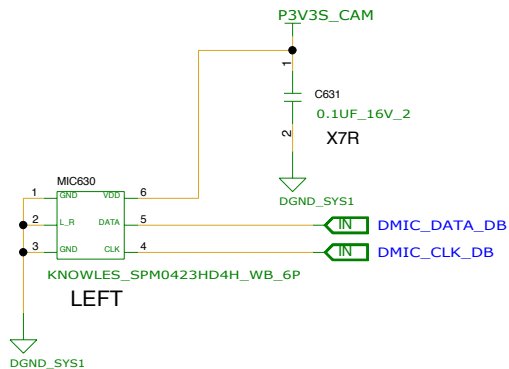 P3V3S_CAM
1
C631
0.1UF_16V_2
2
X7R
DGND_SYS1
MIC630
1 GND VDD 6
2 L_R DATA 5 IN DMIC_DATA_DB
3 GND CLK 4 IN DMIC_CLK_DB
KNOWLES_SPM0423HD4H_WB_6P
LEFT
DGND_SYS1